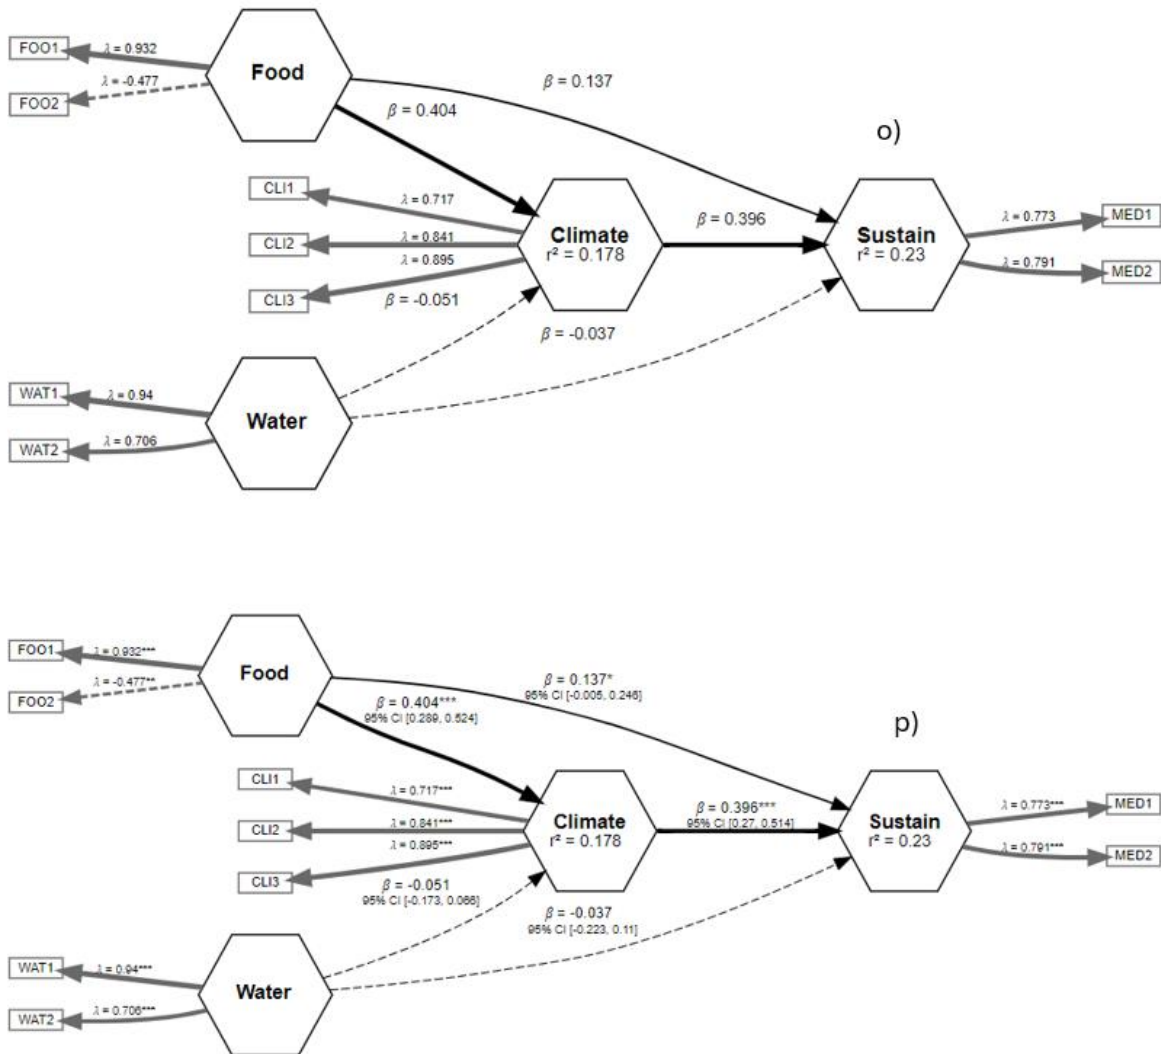 FOO1
λ = 0.932
FOO2
λ = -0.477
Food
β = 0.137
β = 0.404
o)
CLI1
λ = 0.717
CLI2
λ = 0.841
CLI3
λ = 0.895
Climate
r² = 0.178
β = 0.396
Sustain
r² = 0.23
λ = 0.773
MED1
λ = 0.791
MED2
β = -0.051
β = -0.037
WAT1
λ = 0.94
WAT2
λ = 0.706
Water
FOO1
λ = 0.932***
FOO2
λ = -0.477**
Food
β = 0.137*
95% CI [-0.005, 0.246]
β = 0.404***
95% CI [0.289, 0.524]
p)
CLI1
λ = 0.717***
CLI2
λ = 0.841***
CLI3
λ = 0.895***
Climate
r² = 0.178
β = 0.396***
95% CI [0.27, 0.514]
Sustain
r² = 0.23
λ = 0.773***
MED1
λ = 0.791***
MED2
β = -0.051
95% CI [-0.173, 0.066]
β = -0.037
95% CI [-0.223, 0.11]
WAT1
λ = 0.94***
WAT2
λ = 0.706***
Water